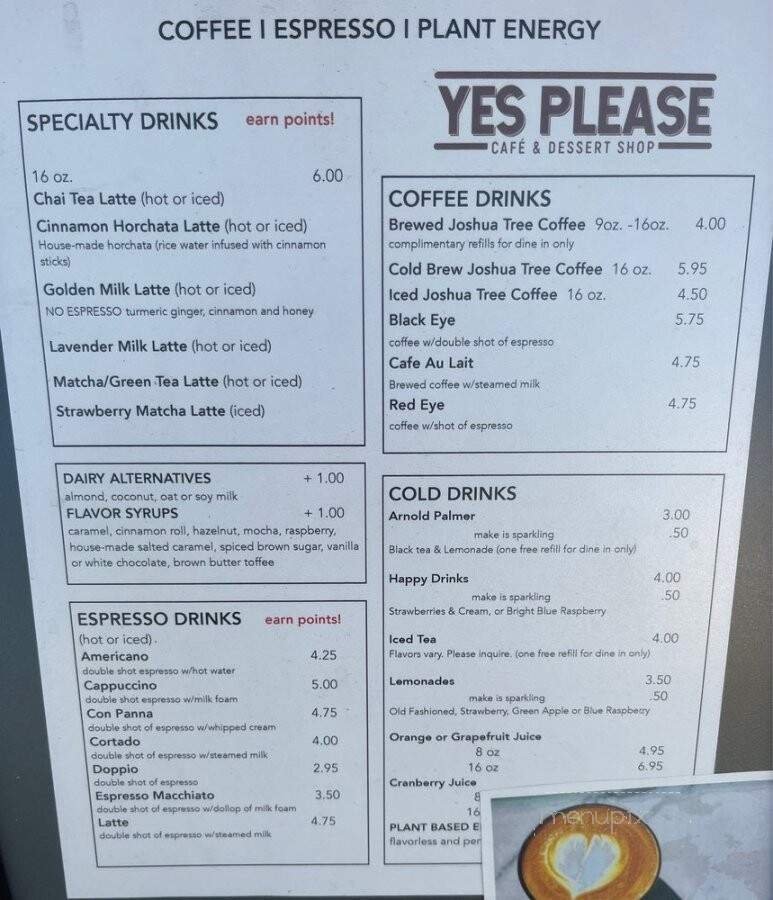 COFFEE I ESPRESSO I PLANT ENERGY
YES PLEASE
CAFÉ & DESSERT SHOP
SPECIALTY DRINKS earn points!
16 oz. 6.00
Chai Tea Latte (hot or iced)
Cinnamon Horchata Latte (hot or iced)
House-made horchata (rice water infused with cinnamon
sticks)
Golden Milk Latte (hot or iced)
NO ESPRESSO turmeric ginger, cinnamon and honey
Lavender Milk Latte (hot or iced)
Matcha/Green Tea Latte (hot or iced)
Strawberry Matcha Latte (iced)
DAIRY ALTERNATIVES + 1.00
almond, coconut, oat or soy milk
FLAVOR SYRUPS + 1.00
caramel, cinnamon roll, hazelnut, mocha, raspberry,
house-made salted caramel, spiced brown sugar, vanilla
or white chocolate, brown butter toffee
ESPRESSO DRINKS earn points!
(hot or iced).
Americano 4.25
double shot espresso w/hot water
Cappuccino 5.00
double shot espresso w/milk foam
Con Panna 4.75
double shot of espresso w/whipped cream
Cortado 4.00
double shot of espresso w/steamed milk
Doppio 2.95
double shot of espresso
Espresso Macchiato 3.50
double shot of espresso w/dollop of milk foam
Latte 4.75
double shot of espresso w/steamed milk
COFFEE DRINKS
Brewed Joshua Tree Coffee 9oz. -16oz. 4.00
complimentary refills for dine in only
Cold Brew Joshua Tree Coffee 16 oz. 5.95
Iced Joshua Tree Coffee 16 oz. 4.50
Black Eye 5.75
coffee w/double shot of espresso
Cafe Au Lait 4.75
Brewed coffee w/steamed milk
Red Eye 4.75
coffee w/shot of espresso
COLD DRINKS
Arnold Palmer 3.00
make is sparkling .50
Black tea & Lemonade (one free refill for dine in only)
Happy Drinks 4.00
make is sparkling .50
Strawberries & Cream, or Bright Blue Raspberry
Iced Tea 4.00
Flavors vary. Please inquire. (one free refill for dine in only)
Lemonades 3.50
make is sparkling .50
Old Fashioned, Strawberry, Green Apple or Blue Raspberry
Orange or Grapefruit Juice
8 oz 4.95
16 oz 6.95
Cranberry Juice
8
16
PLANT BASED E
flavorless and per
menupix